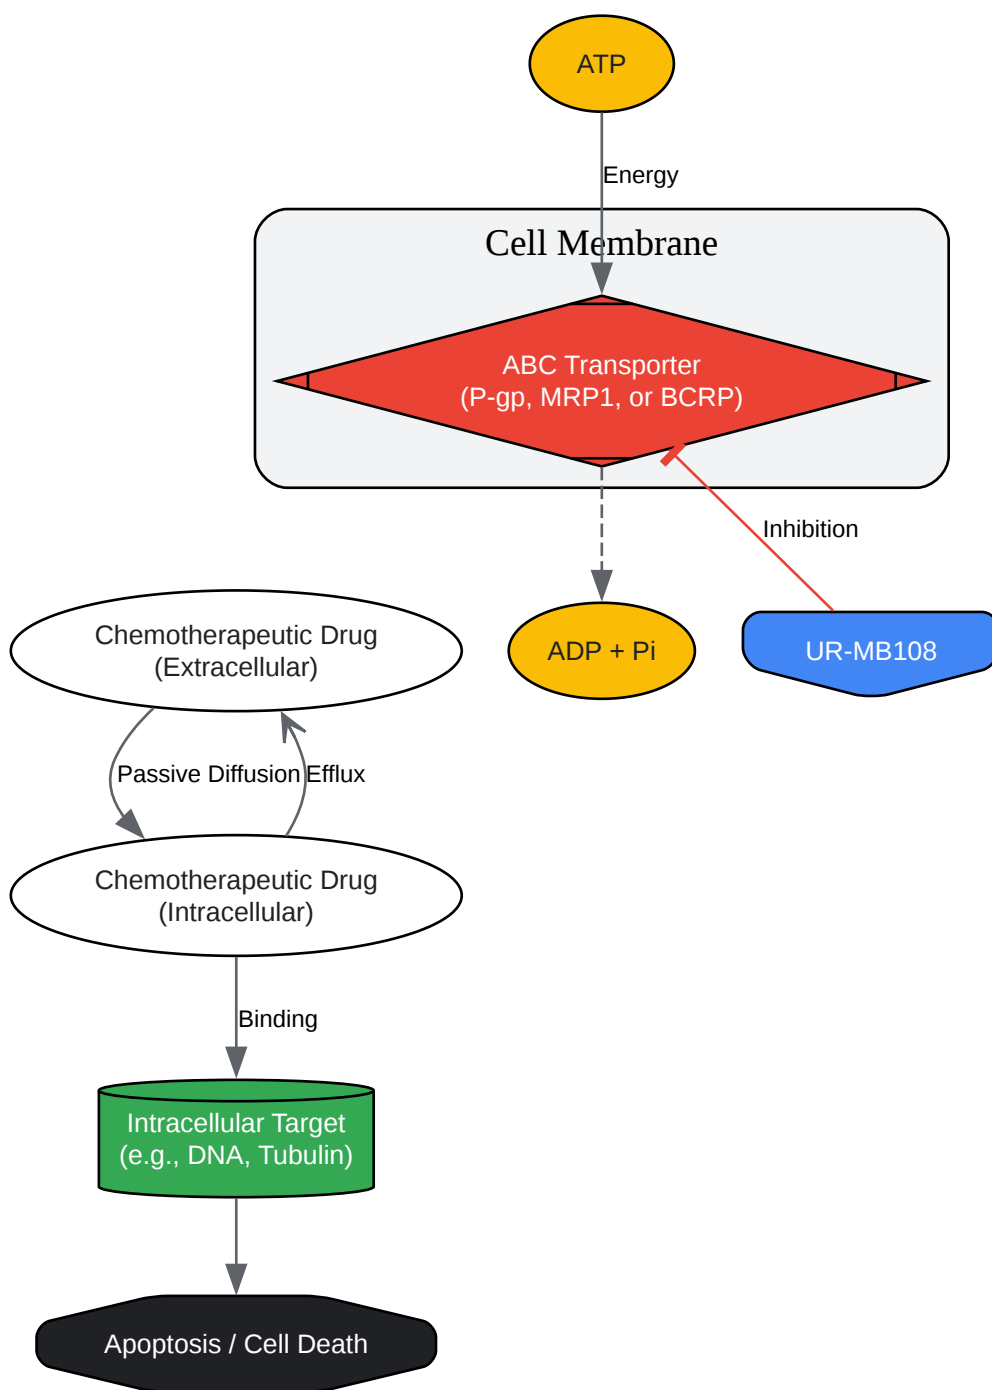 ATP
Energy
Cell Membrane
ABC Transporter
(P-gp, MRP1, or BCRP)
Inhibition
Chemotherapeutic Drug
(Extracellular)
ADP + Pi
UR-MB108
Passive Diffusion
Efflux
Chemotherapeutic Drug
(Intracellular)
Binding
Intracellular Target
(e.g., DNA, Tubulin)
Apoptosis / Cell Death